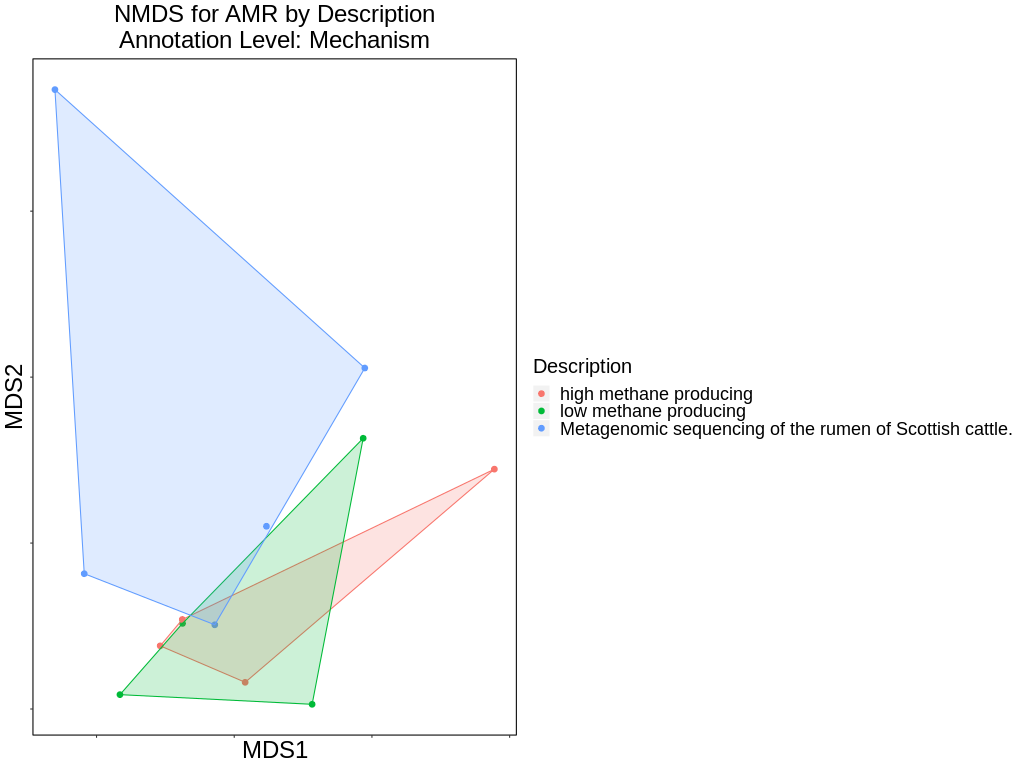 NMDS for AMR by Description
Annotation Level: Mechanism
MDS2
MDS1
Description
high methane producing
low methane producing
Metagenomic sequencing of the rumen of Scottish cattle.